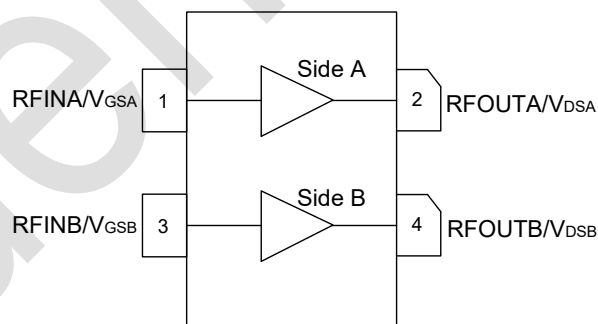 Side A
RFINA/VGSA 1 2 RFOUTA/VDSA
Side B
RFINB/VGSB 3 4 RFOUTB/VDSB